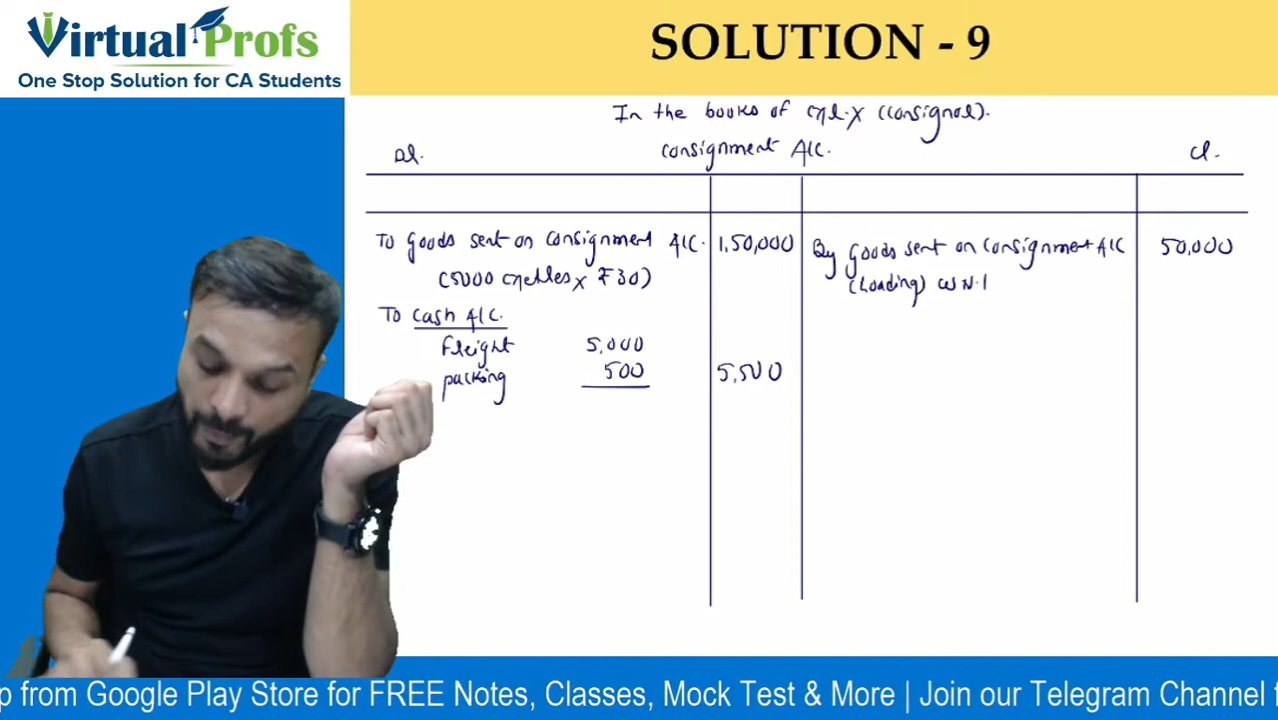 Virtual Profs
One Stop Solution for CA Students
SOLUTION - 9
In the books of X (consignor).
Consignment A/C.
Dr. Cr.
To Goods sent on consignment A/C. 1,50,000 By Goods sent on consignment A/C 50,000
(5000 × ₹30) (Loading) W N.1
To Cash A/C.
Freight 5,000
packing 500 5,500
p from Google Play Store for FREE Notes, Classes, Mock Test & More | Join our Telegram Channel